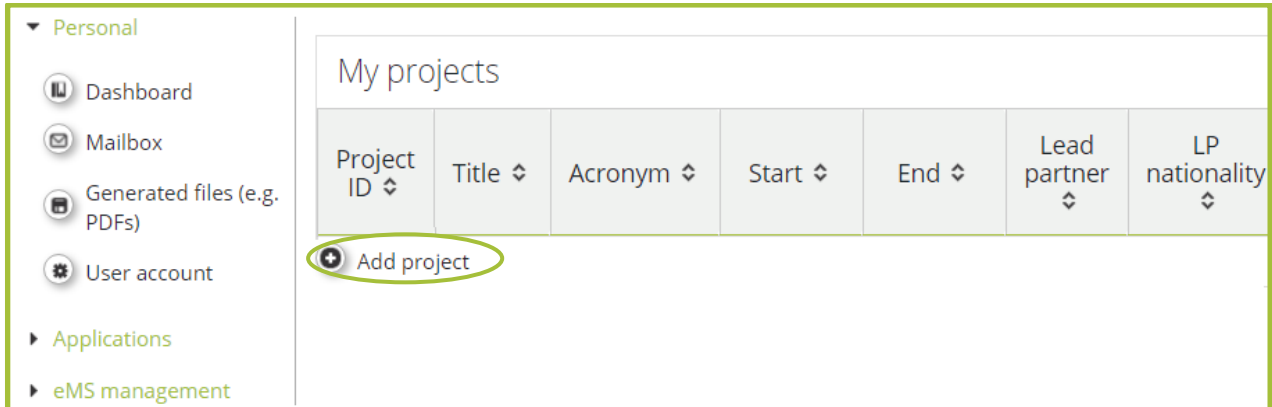 Personal
Dashboard
Mailbox
Generated files (e.g.
PDFs)
User account
Applications
eMS management
My projects
Project
ID
Title
Acronym
Start
End
Lead
partner
LP
nationality
Add project